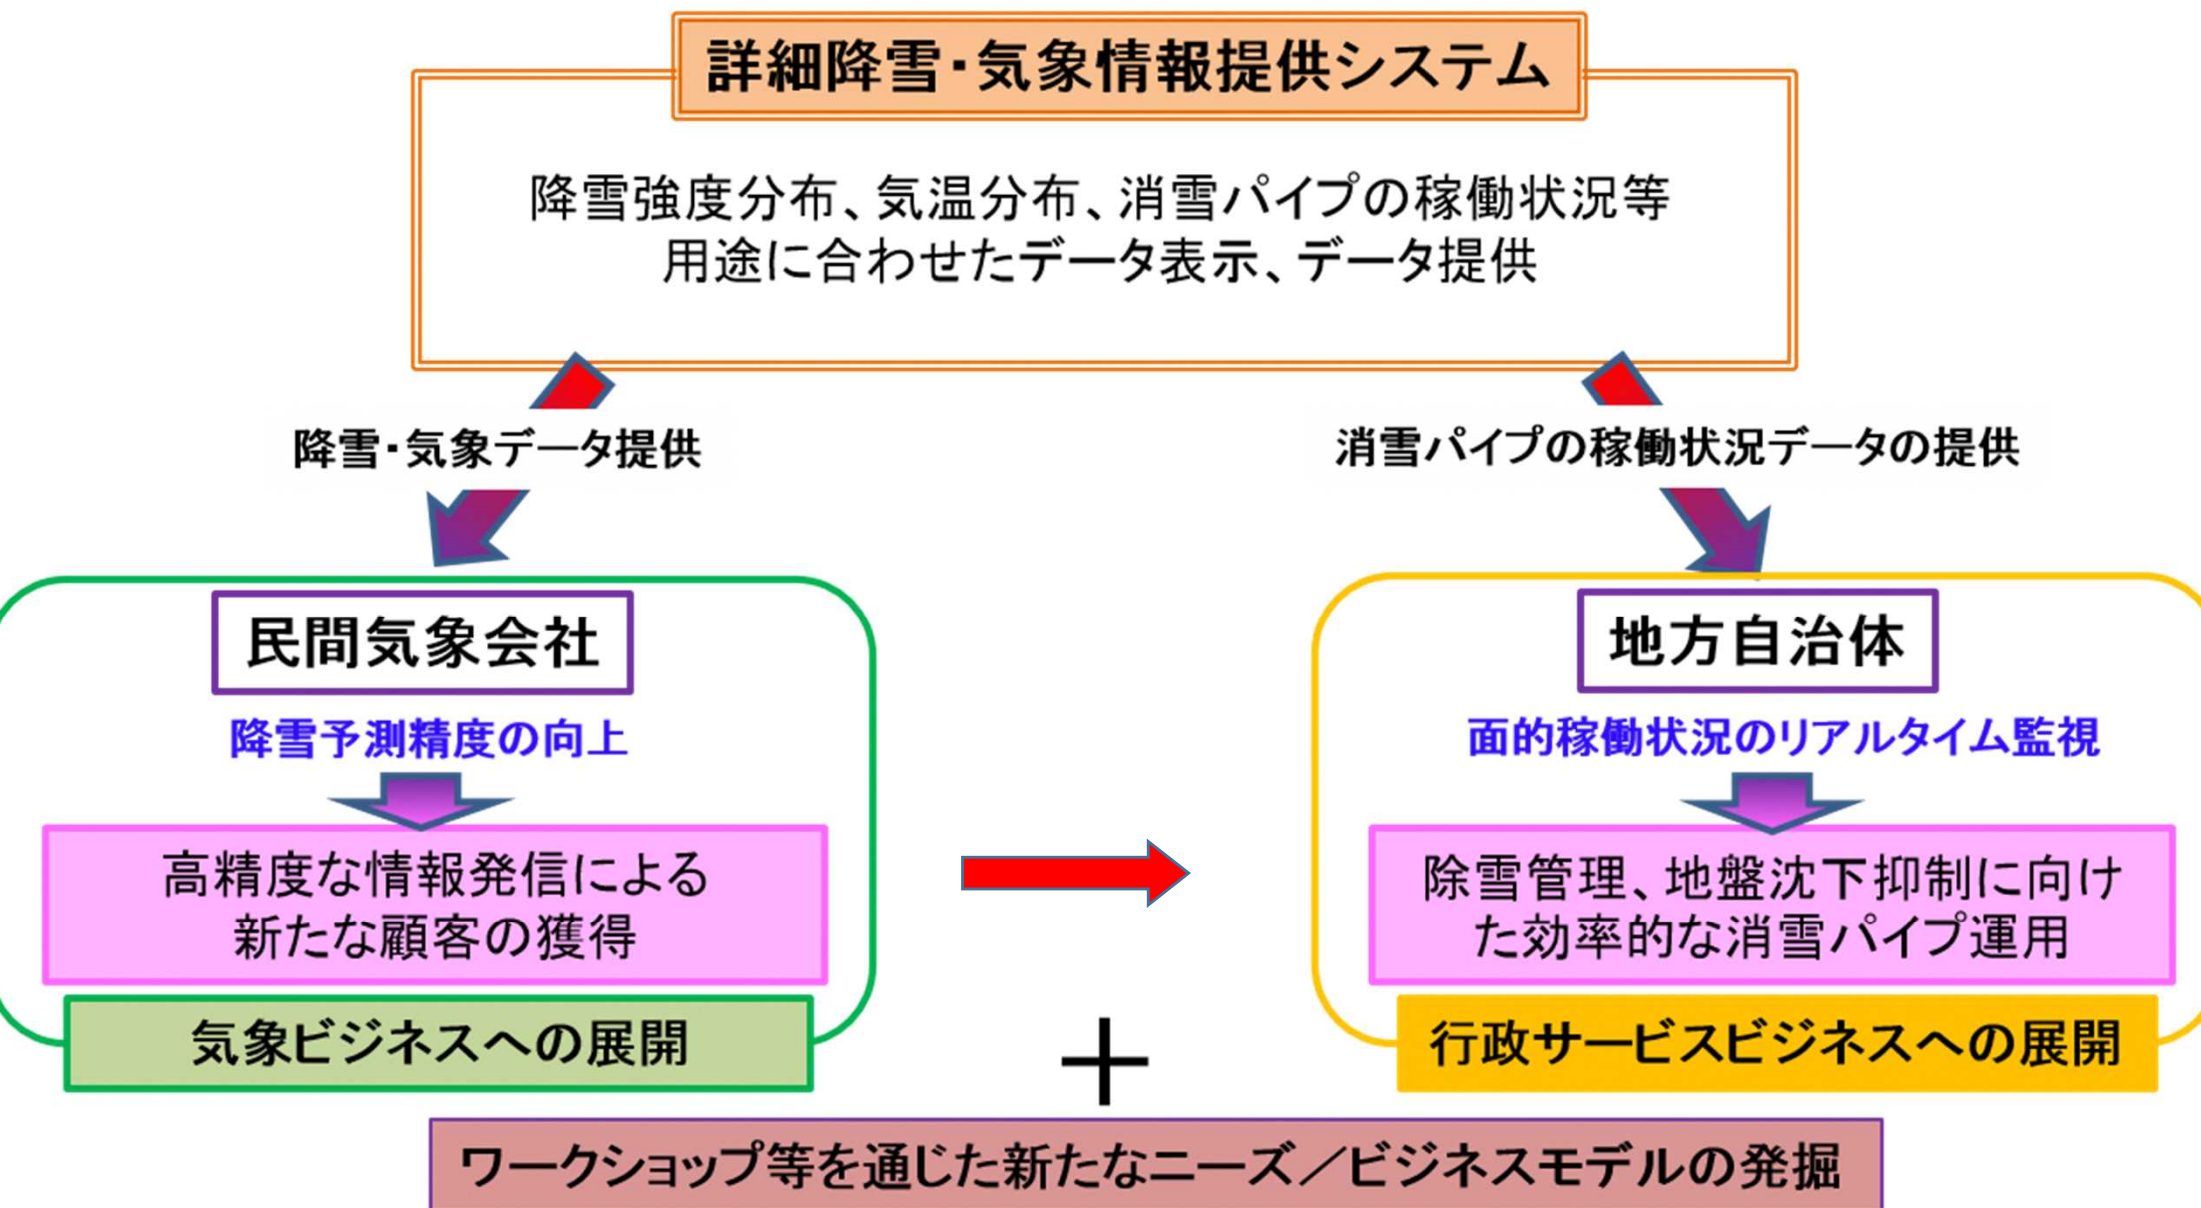 詳細降雪・気象情報提供システム
降雪強度分布、気温分布、消雪パイプの稼働状況等
用途に合わせたデータ表示、データ提供
降雪・気象データ提供
消雪パイプの稼働状況データの提供
民間気象会社
降雪予測精度の向上
高精度な情報発信による
新たな顧客の獲得
気象ビジネスへの展開
地方自治体
面的稼働状況のリアルタイム監視
除雪管理、地盤沈下抑制に向け
た効率的な消雪パイプ運用
行政サービスビジネスへの展開
+
ワークショップ等を通じた新たなニーズ／ビジネスモデルの発掘